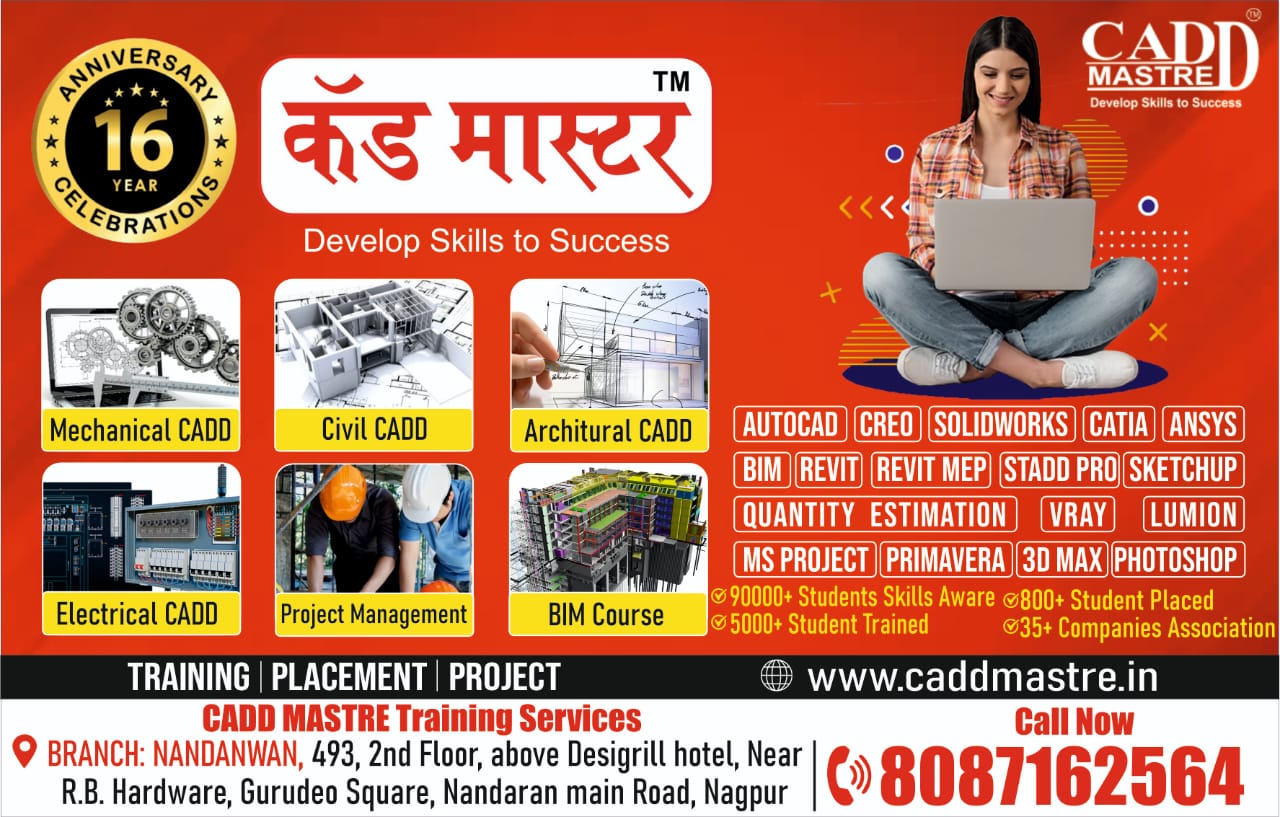 ANNIVERSARY
16
YEAR
CELEBRATIONS
कॅड मास्टर TM
Develop Skills to Success
CADD TM
MASTRE
Develop Skills to Success
Mechanical CADD
Civil CADD
Architural CADD
Electrical CADD
Project Management
BIM Course
AUTOCAD CREO SOLIDWORKS CATIA ANSYS
BIM REVIT REVIT MEP STADD PRO SKETCHUP
QUANTITY ESTIMATION VRAY LUMION
MS PROJECT PRIMAVERA 3D MAX PHOTOSHOP
90000+ Students Skills Aware 800+ Student Placed
5000+ Student Trained 35+ Companies Association
TRAINING | PLACEMENT | PROJECT
www.caddmastre.in
CADD MASTRE Training Services
BRANCH: NANDANWAN, 493, 2nd Floor, above Desigrill hotel, Near
R.B. Hardware, Gurudeo Square, Nandaran main Road, Nagpur
Call Now
8087162564